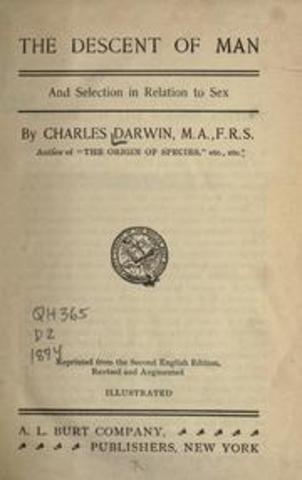 THE DESCENT OF MAN
And Selection in Relation to Sex
By CHARLES DARWIN, M.A., F.R.S.
Author of "THE ORIGIN OF SPECIES," etc., etc.
QH365
D2
1894
Reprinted from the Second English Edition,
Revised and Augmented
ILLUSTRATED
A. L. BURT COMPANY,
PUBLISHERS, NEW YORK